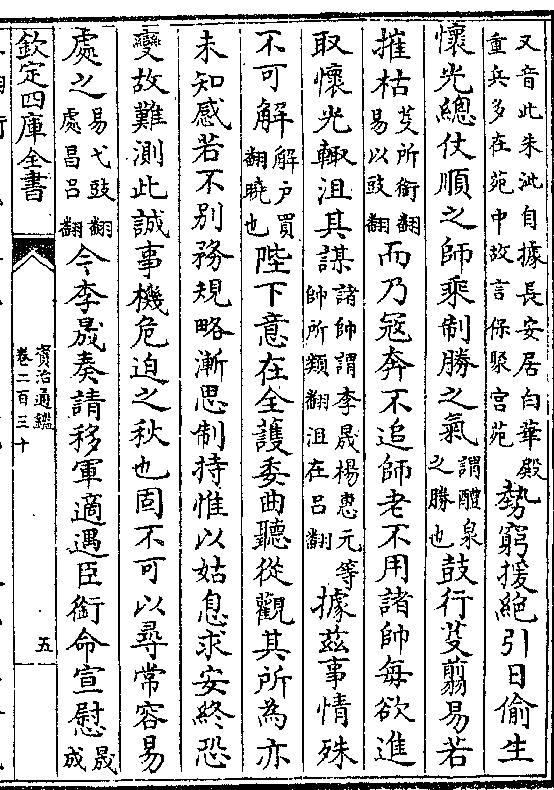 又音此朱泚自據長安居白華殿
重兵多在苑中故言保聚宫苑
勢窮援絶引日偷生
懷光總仗順之師乘制勝之氣謂醴泉之勝也鼓行芟翦易若
摧枯芟所銜翻易以豉翻而乃寇奔不追師老不用諸帥每欲進
取懷光輙沮其謀諸帥謂李晟楊惠元等帥所類翻沮在吕翻據兹事情殊
不可解解户買翻曉也陛下意在全䕶委曲聽從觀其所為亦
未知感若不别務規略漸思制持惟以姑息求安終恐
變故難測此誠事機危迫之秋也固不可以尋常容易
處之易弋豉翻處昌吕翻今李晟奏請移軍適遇臣銜命宣慰晟成
欽定四庫全書
資治通鑑
卷二百三十
五